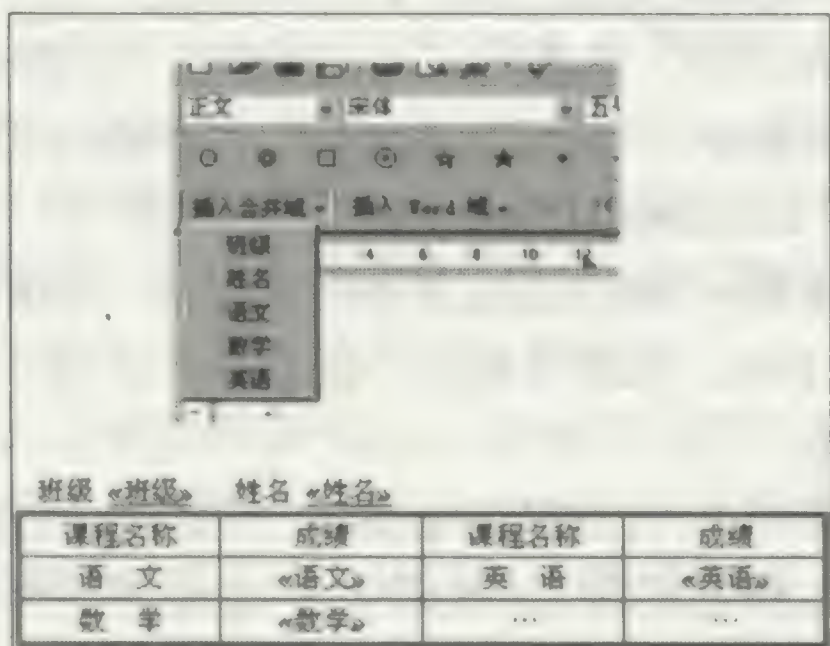 正文 宋体 五
插入合并域 插入 Word 域
班级
姓名
语文
数学
英语
4 6 8 10 12
班级 «班级» 姓名 «姓名»
课程名称 成绩 课程名称 成绩
语 文 «语文» 英 语 «英语»
数 学 «数学» … …